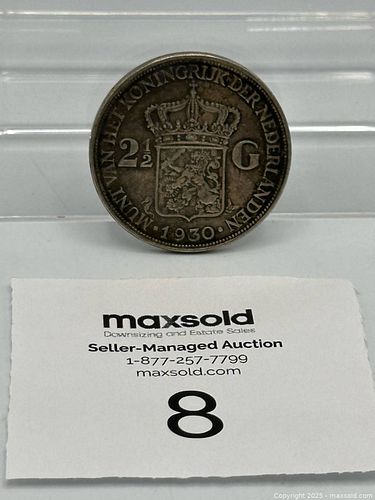 MUNT VAN HET KONINGRIJK DER NEDERLANDEN
2½ G
1930
maxsold
Downsizing and Estate Sales
Seller-Managed Auction
1-877-257-7799
maxsold.com
8
Copyright 2025 - maxsold.com